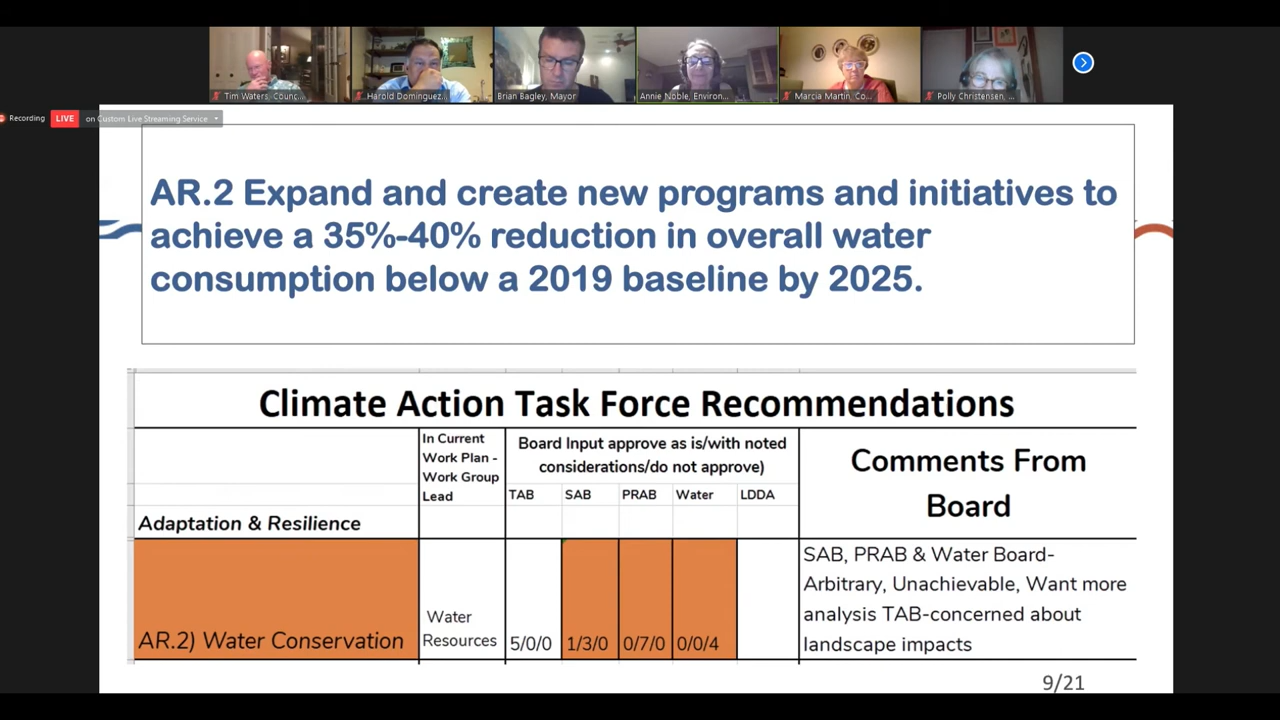 Tim Waters, Counc...
Harold Dominguez...
Brian Bagley, Mayor
Annie Noble, Environ...
Marcia Martin, Co...
Polly Christensen, ...
Recording
LIVE
on Custom Live Streaming Service
AR.2 Expand and create new programs and initiatives to
achieve a 35%-40% reduction in overall water
consumption below a 2019 baseline by 2025.
Climate Action Task Force Recommendations
In Current
Work Plan -
Work Group
Lead
Board Input approve as is/with noted
considerations/do not approve)
Comments From
Board
TAB SAB PRAB Water LDDA
Adaptation & Resilience
AR.2) Water Conservation
Water
Resources
5/0/0 1/3/0 0/7/0 0/0/4
SAB, PRAB & Water Board-
Arbitrary, Unachievable, Want more
analysis TAB-concerned about
landscape impacts
9/21